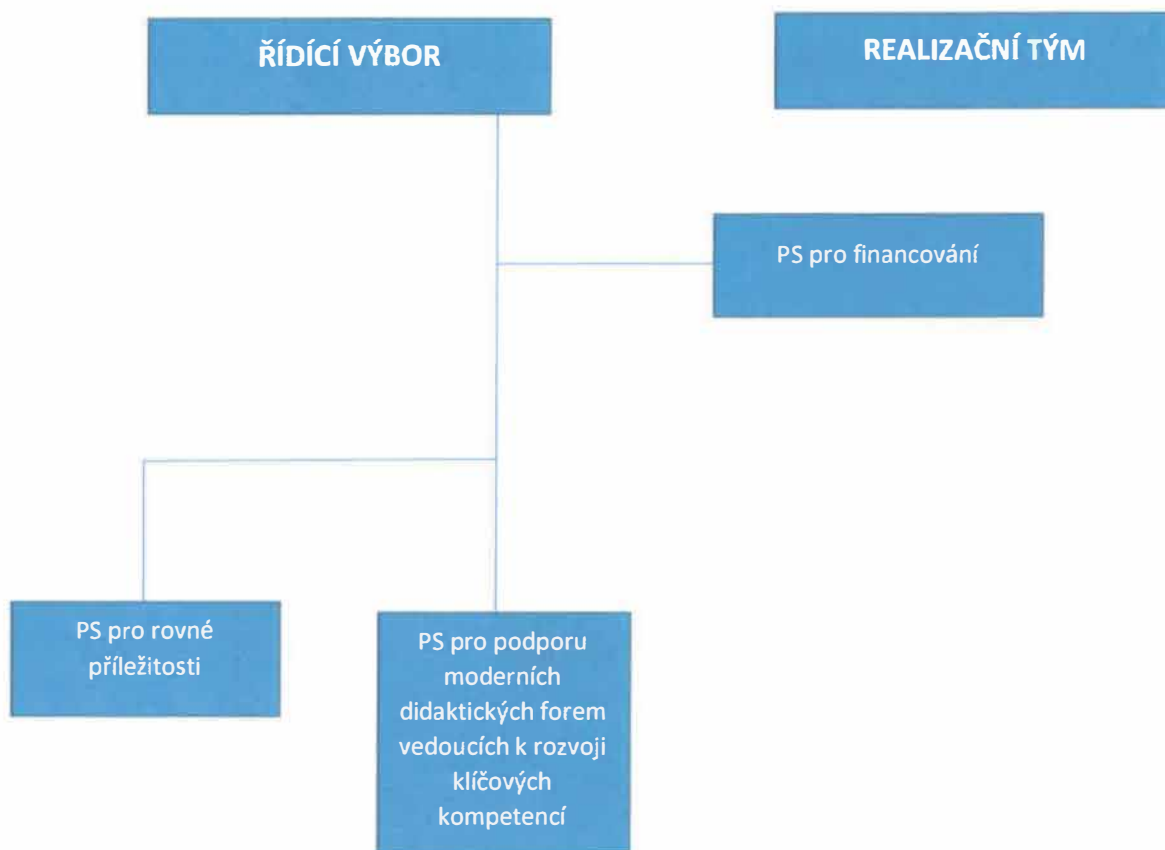 ŘÍDÍCÍ VÝBOR
REALIZAČNÍ TÝM
PS pro financování
PS pro rovné
příležitosti
PS pro podporu
moderních
didaktických forem
vedoucích k rozvoji
klíčových
kompetencí